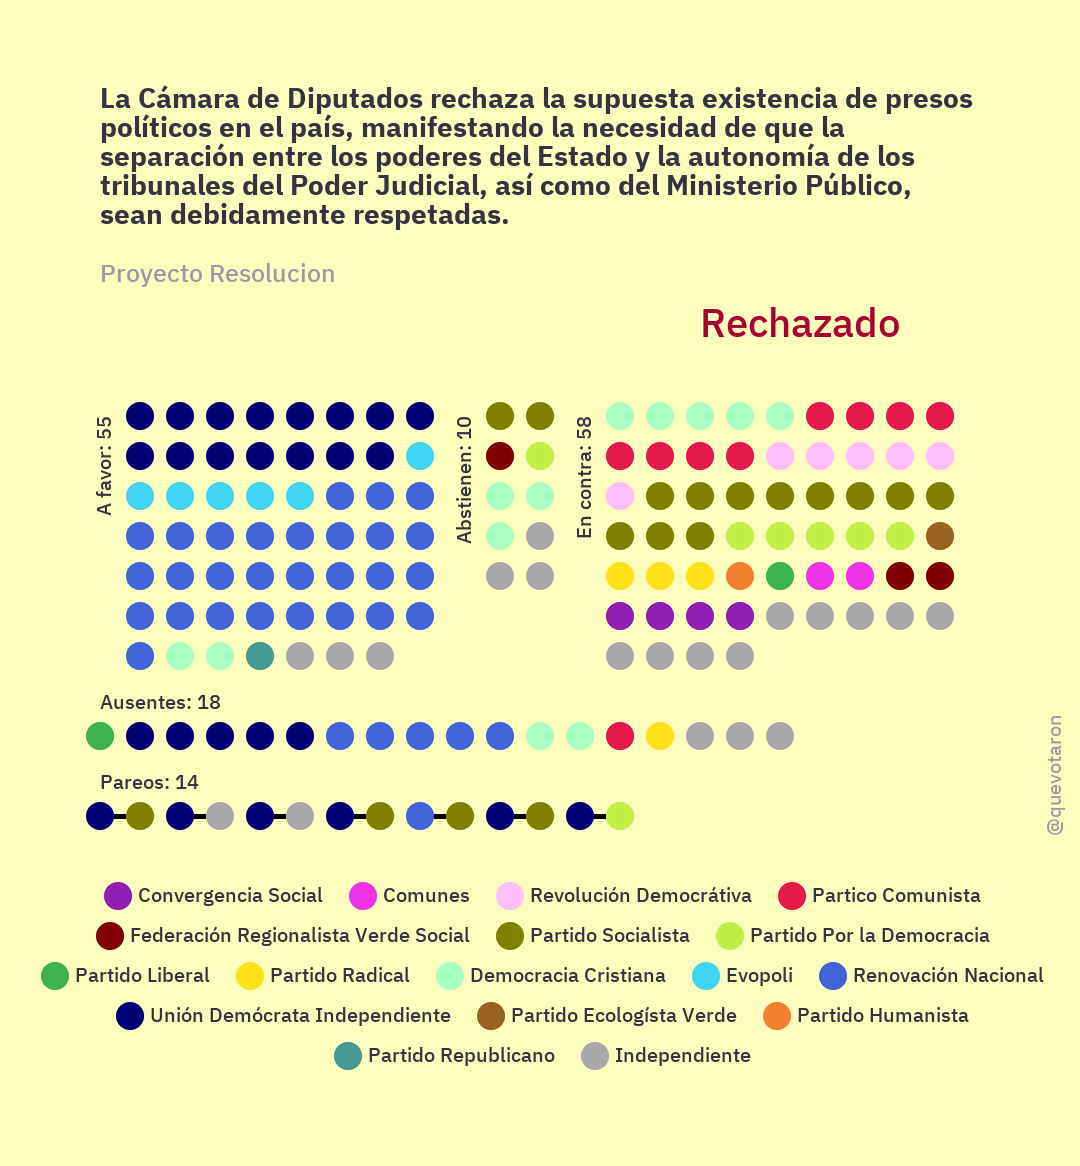 La Cámara de Diputados rechaza la supuesta existencia de presos
políticos en el país, manifestando la necesidad de que la
separación entre los poderes del Estado y la autonomía de los
tribunales del Poder Judicial, así como del Ministerio Público,
sean debidamente respetadas.
Proyecto Resolucion
Rechazado
A favor: 55
Abstienen: 10
En contra: 58
Ausentes: 18
Pareos: 14
@quevotaron
Convergencia Social Comunes Revolución Democrátiva Partico Comunista
Federación Regionalista Verde Social Partido Socialista Partido Por la Democracia
Partido Liberal Partido Radical Democracia Cristiana Evopoli Renovación Nacional
Unión Demócrata Independiente Partido Ecologísta Verde Partido Humanista
Partido Republicano Independiente